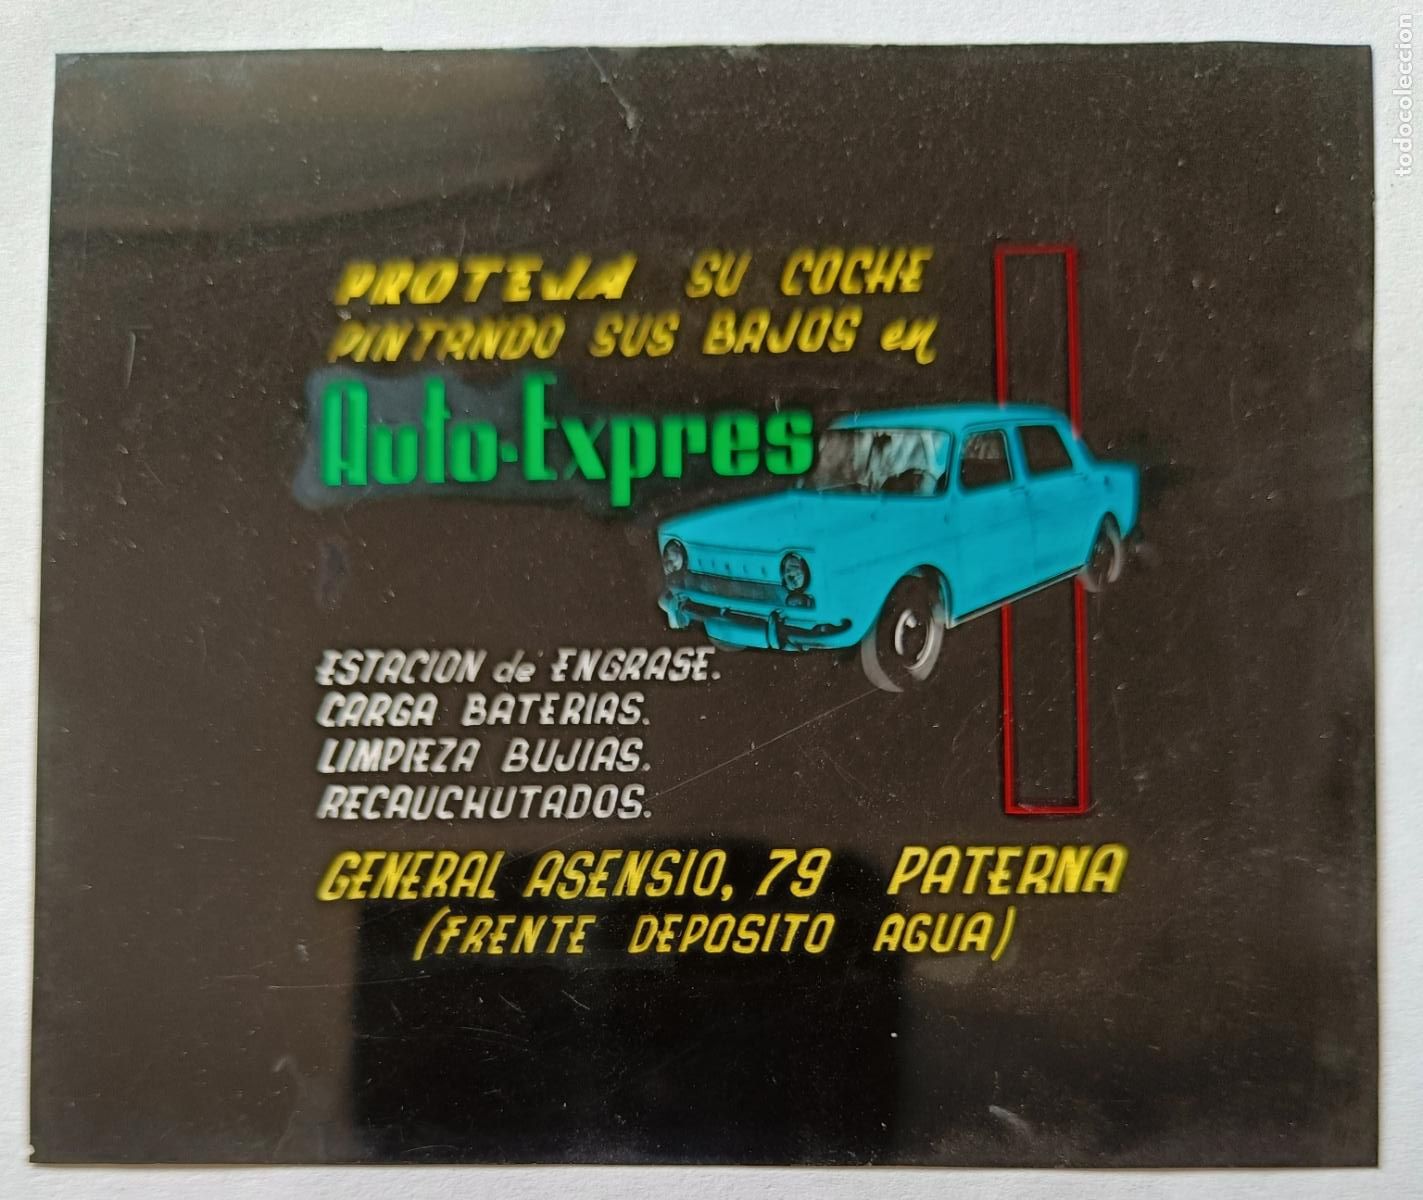 PROTEJA SU COCHE
PINTANDO SUS BAJOS en
Auto-Expres
ESTACION de ENGRASE.
CARGA BATERIAS.
LIMPIEZA BUJIAS.
RECAUCHUTADOS.
GENERAL ASENSIO, 79 PATERNA
(FRENTE DEPOSITO AGUA)
todocoleccion